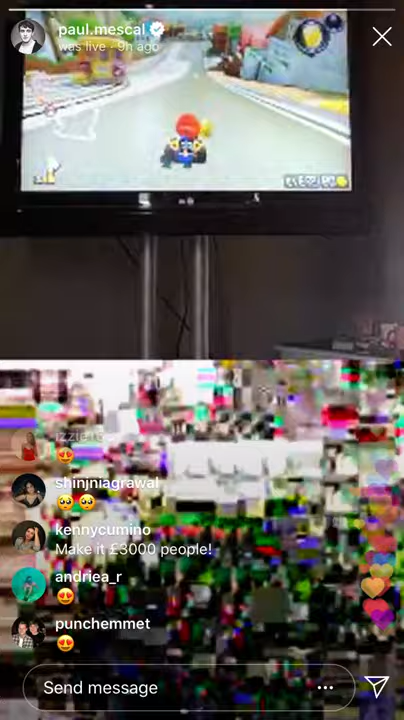 paul.mescal
was live · 9h ago
shinjniagrawal
kennycumino
Make it £3000 people!
andriea_r
punchemmet
Send message